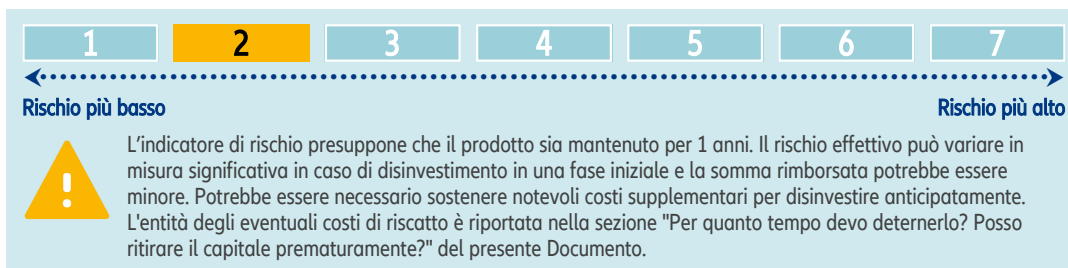 1 2 3 4 5 6 7
Rischio più basso Rischio più alto
L'indicatore di rischio presuppone che il prodotto sia mantenuto per 1 anni. Il rischio effettivo può variare in
misura significativa in caso di disinvestimento in una fase iniziale e la somma rimborsata potrebbe essere
minore. Potrebbe essere necessario sostenere notevoli costi supplementari per disinvestire anticipatamente.
L'entità degli eventuali costi di riscatto è riportata nella sezione "Per quanto tempo devo deternerlo? Posso
ritirare il capitale prematuramente?" del presente Documento.